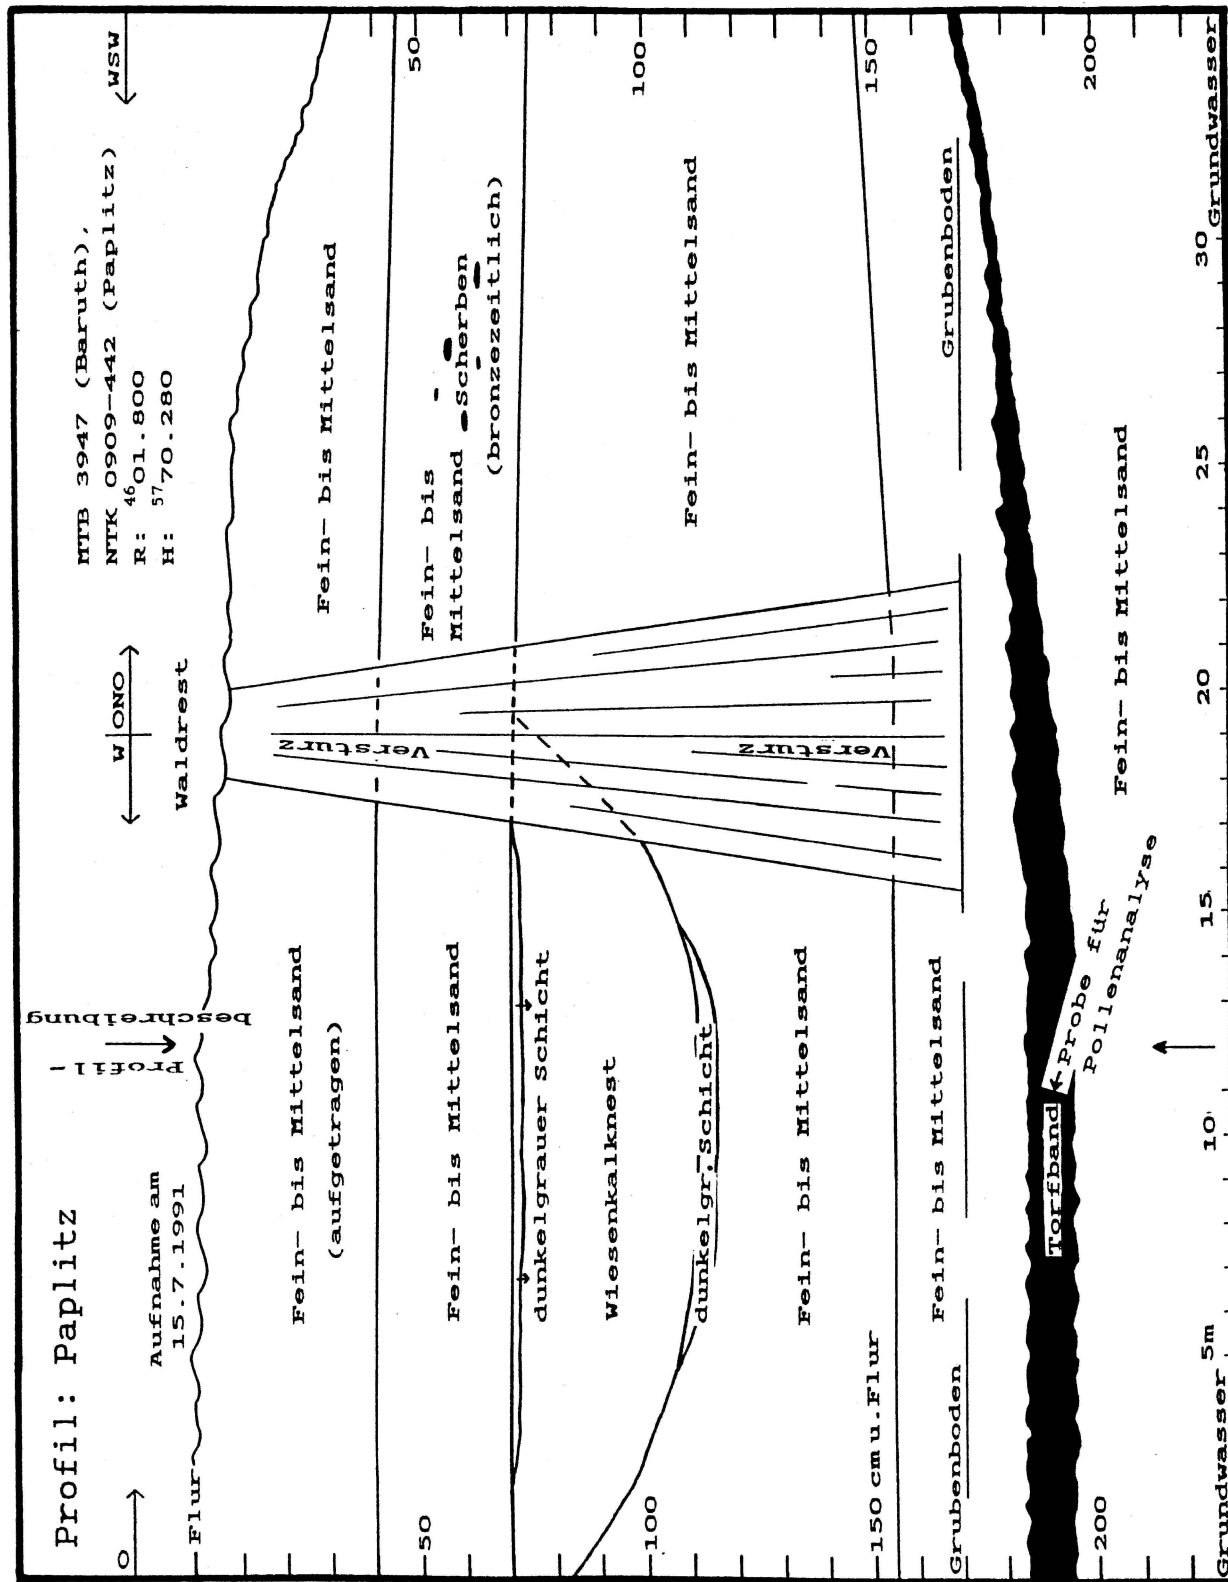 Profil: Paplitz
MTB 3947 (Baruth),
NTK 0909-442 (Paplitz)
R: 4601.800
H: 5770.280
O
W ONO
WSW
Aufnahme am
15.7.1991
Profil-
beschreibung
Waldrest
Flur
Fein- bis Mittelsand
(aufgetragen)
Fein- bis Mittelsand
50
50
Versturz
Fein- bis Mittelsand
Fein- bis
Mittelsand
Scherben
(bronzezeitlich)
dunkelgrauer Schicht
Wiesenkalknest
100
100
Fein- bis Mittelsand
dunkelgr. Schicht
Versturz
Fein- bis Mittelsand
150 cm u.Flur
150
Fein- bis Mittelsand
Grubenboden
Grubenboden
Torfband
Probe für
Pollenanalyse
Fein- bis Mittelsand
200
200
Grundwasser
5m
10
15
20
25
30
Grundwasser